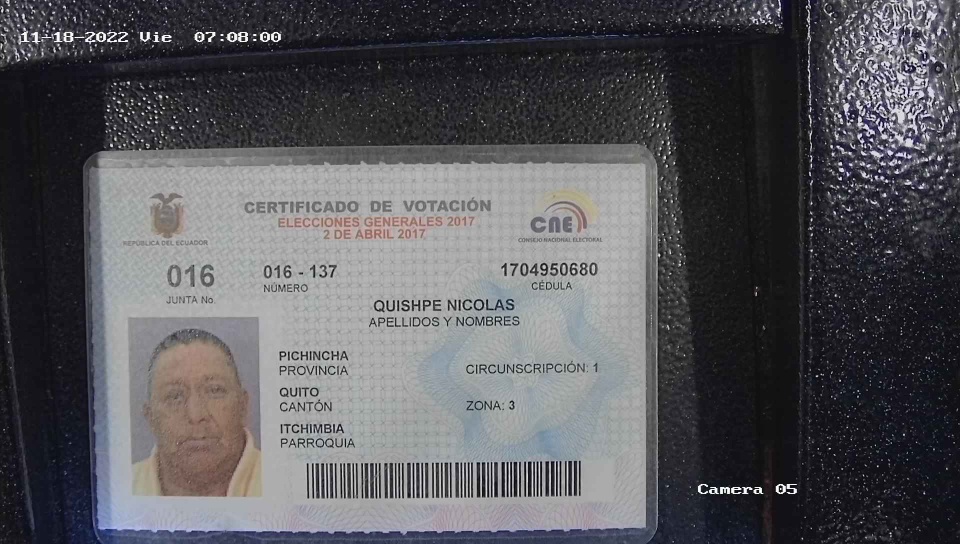 11-18-2022 Vie 07:08:00
CERTIFICADO DE VOTACIÓN
ELECCIONES GENERALES 2017
2 DE ABRIL 2017
REPÚBLICA DEL ECUADOR
CNE
CONSEJO NACIONAL ELECTORAL
016
JUNTA No.
016 - 137
NÚMERO
1704950680
CÉDULA
QUISHPE NICOLAS
APELLIDOS Y NOMBRES
PICHINCHA
PROVINCIA
CIRCUNSCRIPCIÓN: 1
QUITO
CANTÓN
ZONA: 3
ITCHIMBIA
PARROQUIA
Camera 05